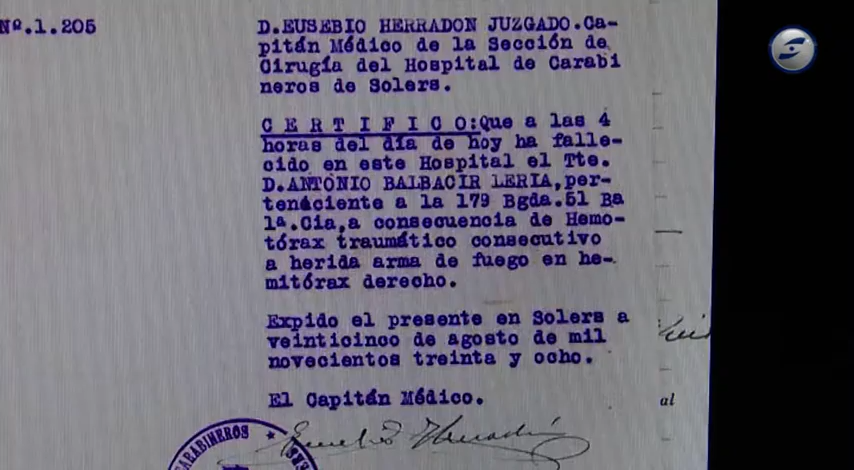 Nº.1.205
D.EUSEBIO HERRADON JUZGADO.Ca-
pitán Médico de la Sección de
Cirugía del Hospital de Carabi
neros de Solers.
C E R T I F I C O:Que a las 4
horas del día de hoy ha falle-
cido en este Hospital el Tte.
D.ANTONIO BALBACIR LERIA,per-
tenéciente a la 179 Bgda.51 Ba
1ª.Cia,a consecuencia de Hemo-
tórax traumático consecutivo
a herida arma de fuego en he-
mitórax derecho.
Expido el presente en Solers a
veinticinco de agosto de mil
novecientos treinta y ocho.
El Capitán Médico.
al
CARABINEROS